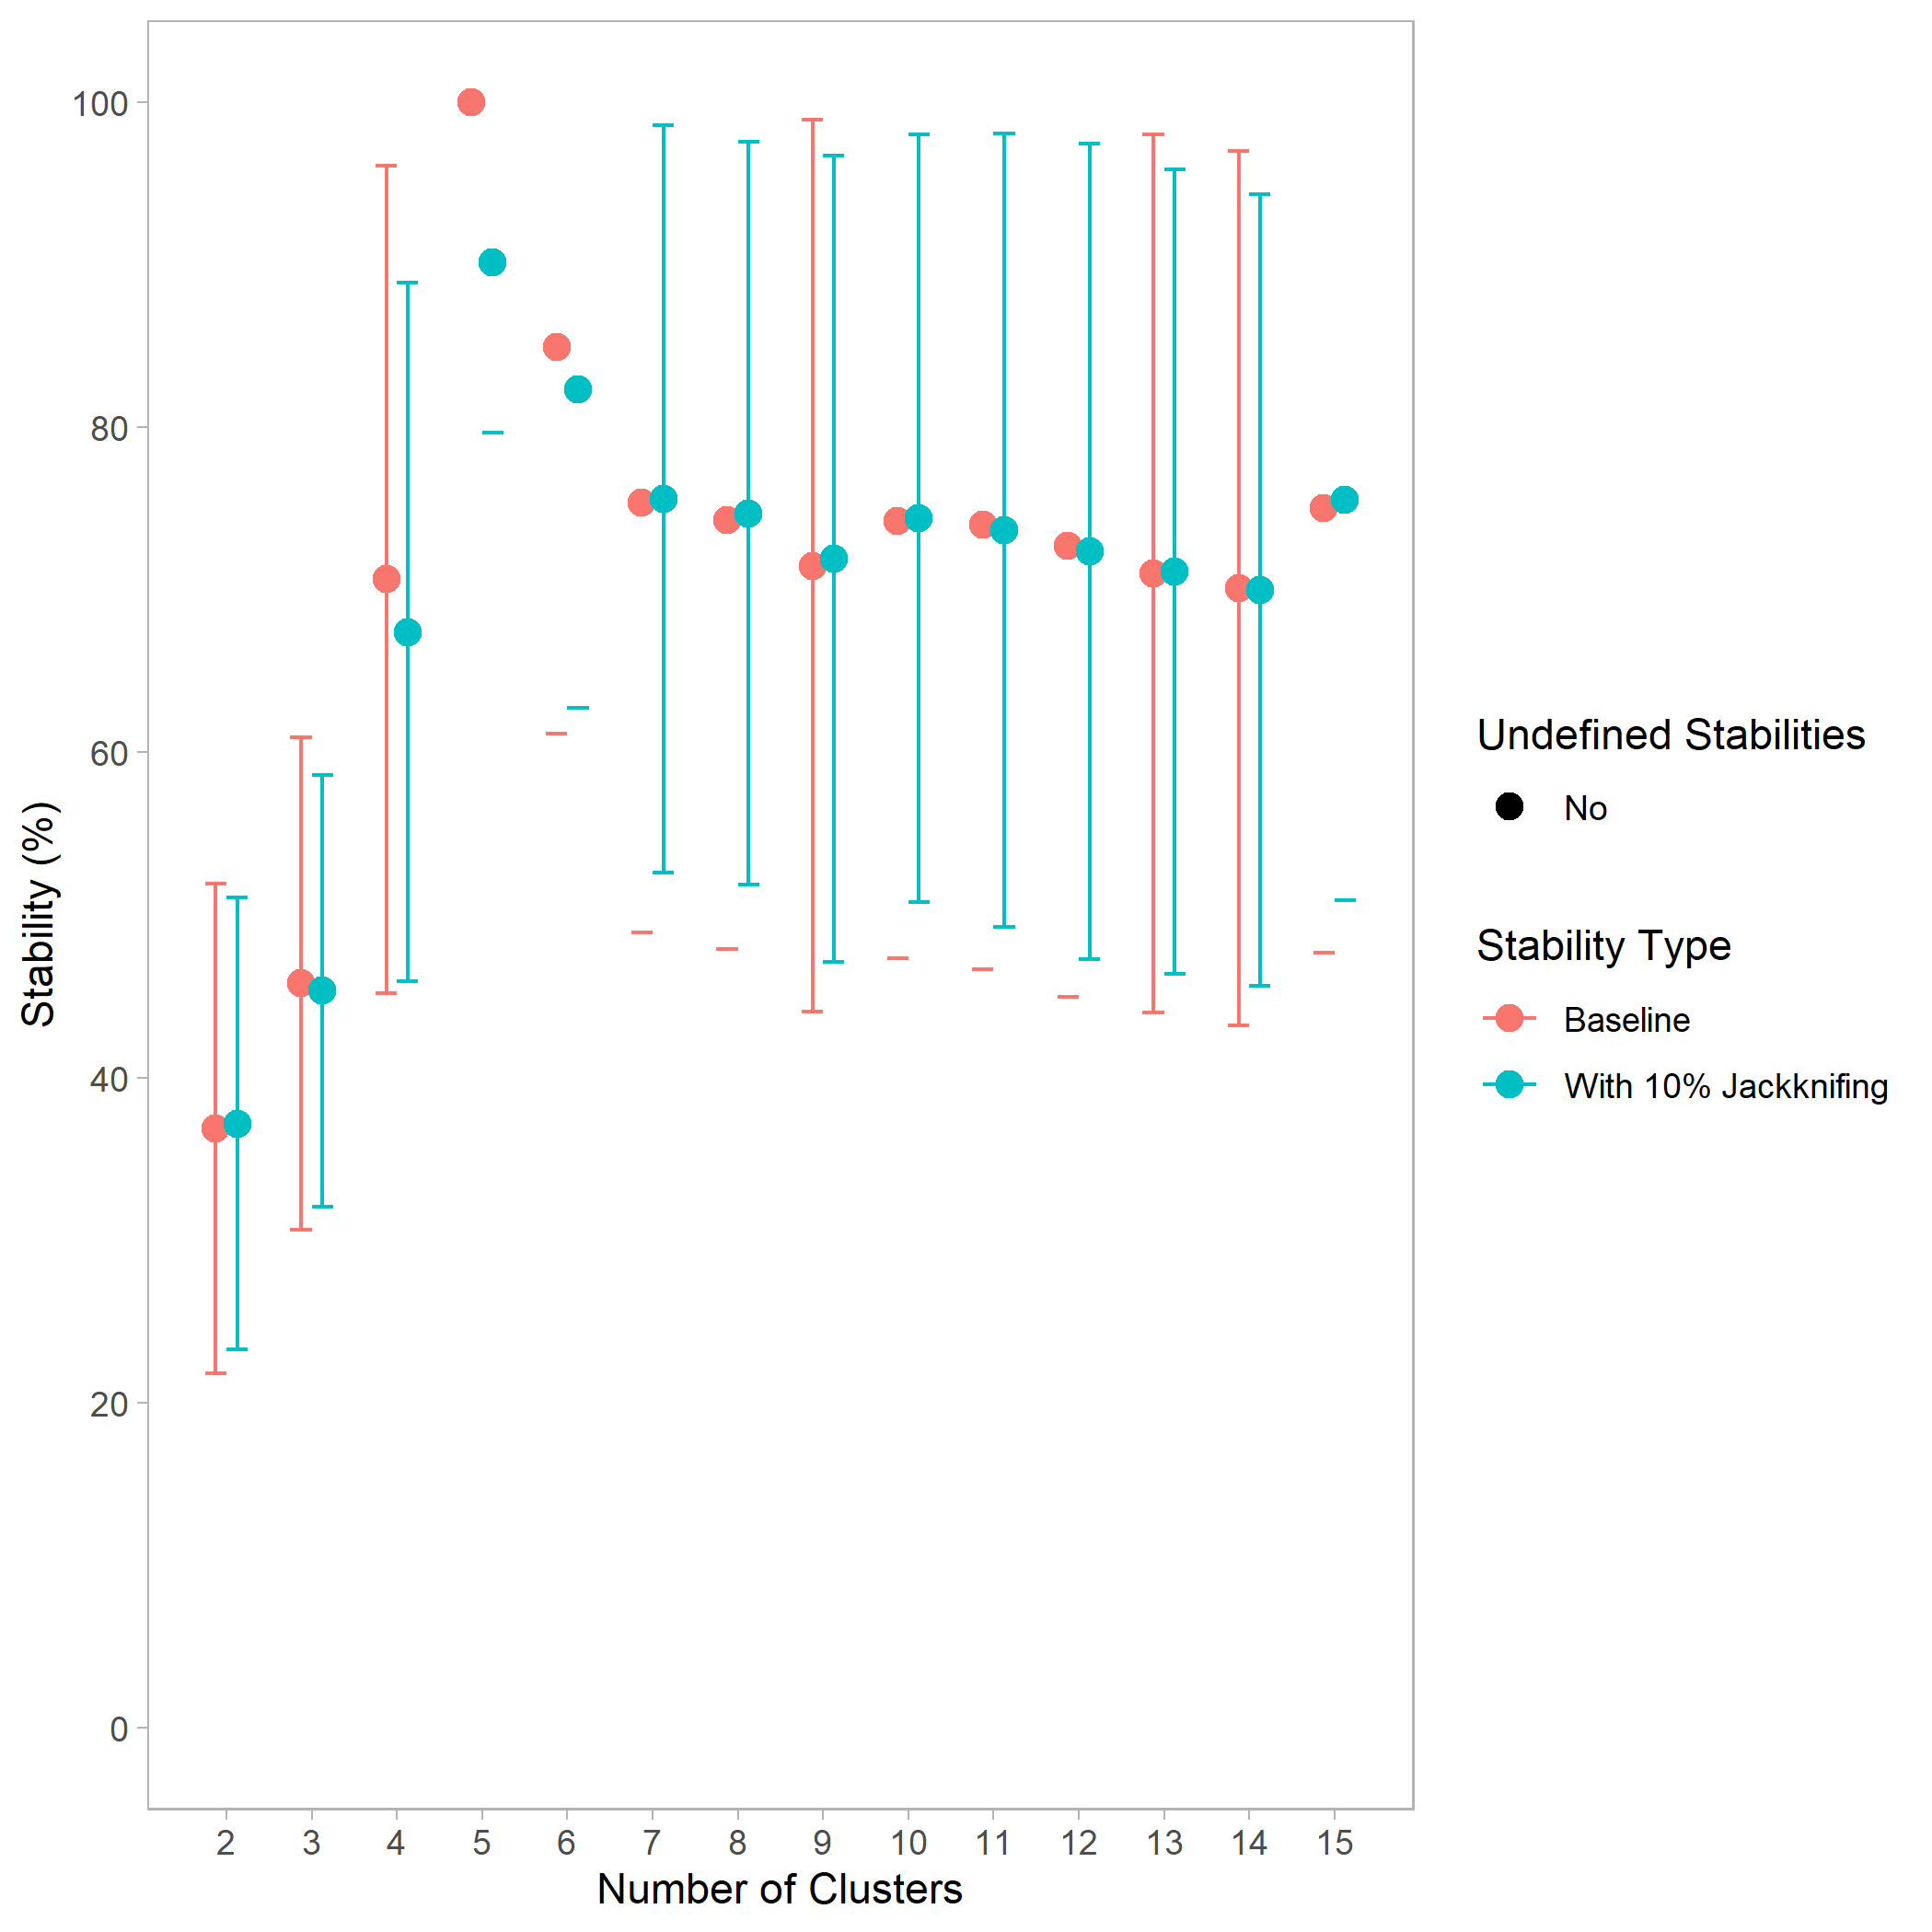 Stability (%)
100
80
60
40
20
0
2 3 4 5 6 7 8 9 10 11 12 13 14 15
Number of Clusters
Undefined Stabilities
No
Stability Type
Baseline
With 10% Jackknifing